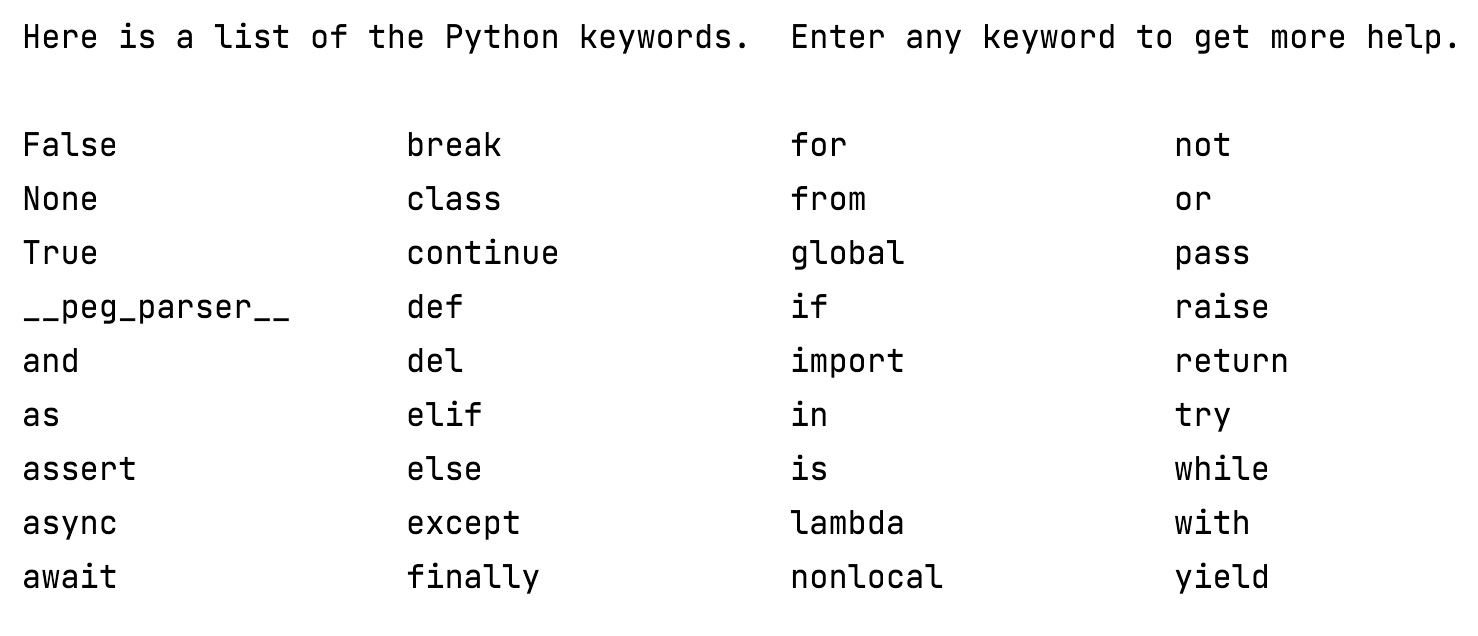 Here is a list of the Python keywords.  Enter any keyword to get more help.
False break for not
None class from or
True continue global pass
__peg_parser__ def if raise
and del import return
as elif in try
assert else is while
async except lambda with
await finally nonlocal yield